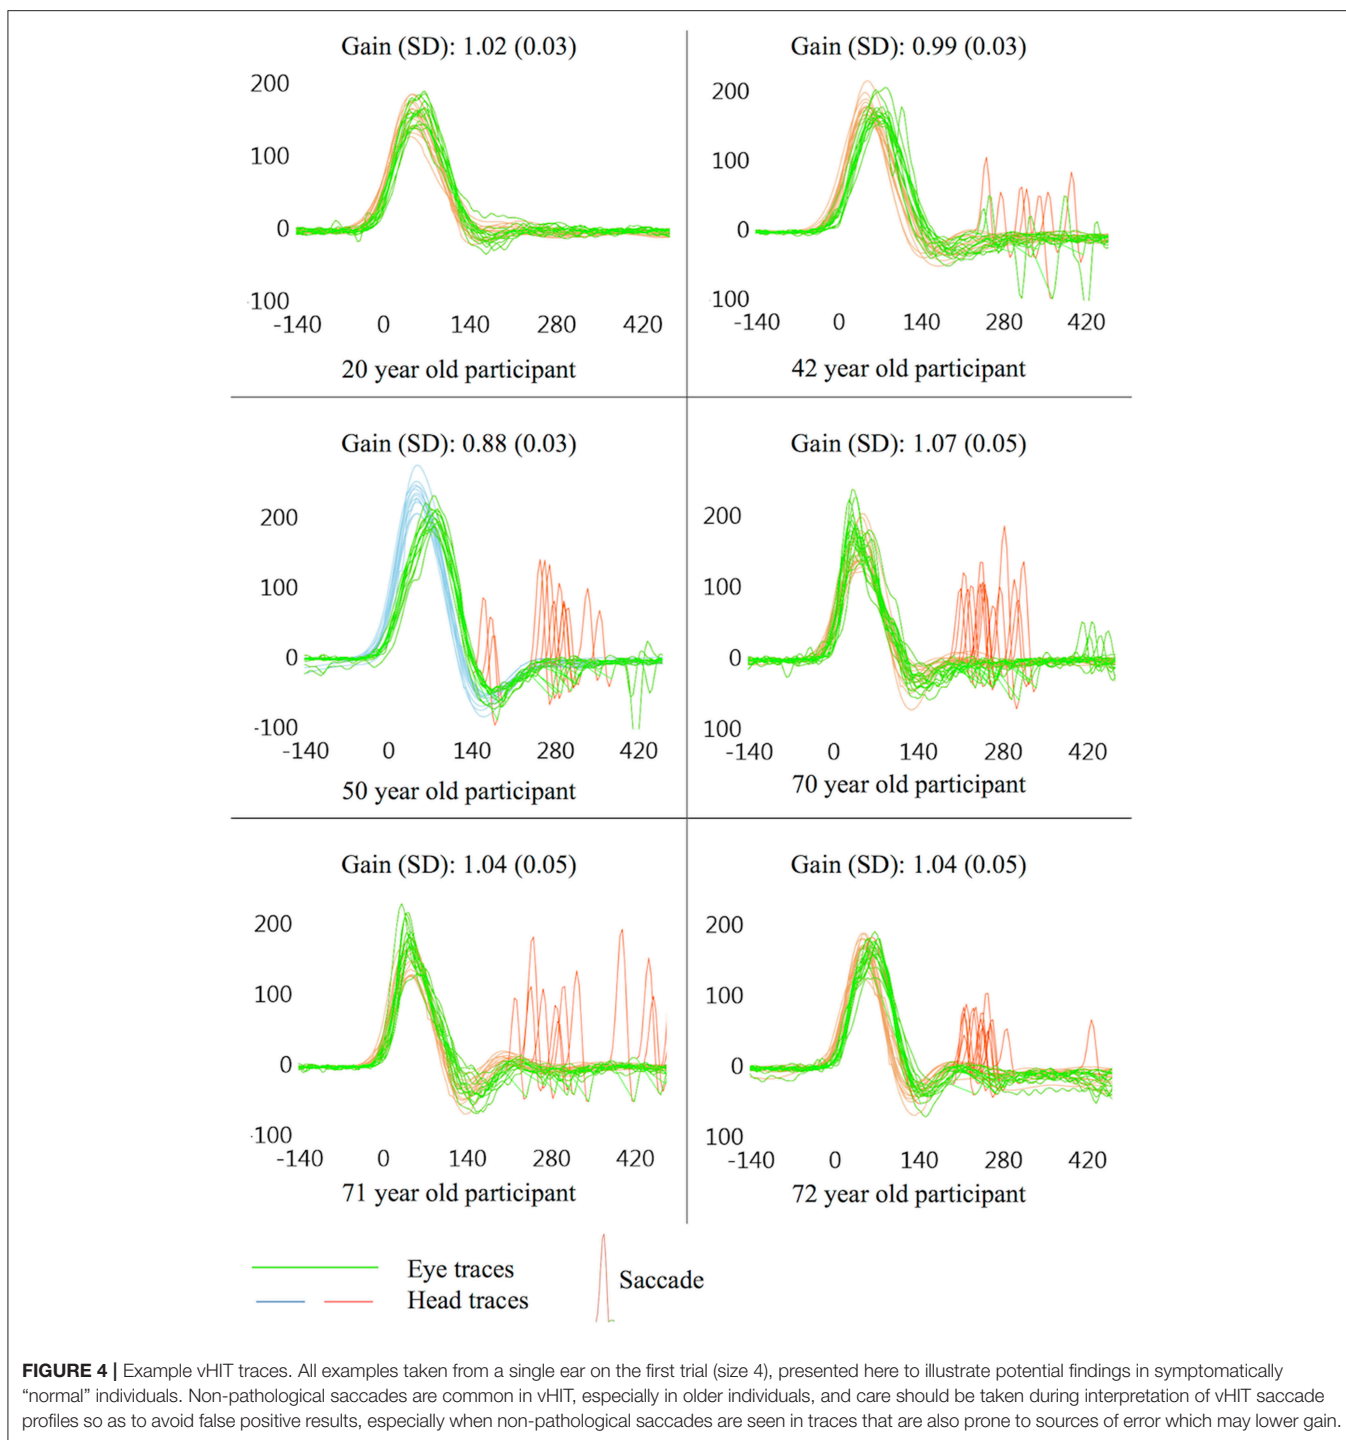 Gain (SD): 1.02 (0.03)
200
100
0
-100
-140 0 140 280 420
20 year old participant
Gain (SD): 0.99 (0.03)
200
100
0
-100
-140 0 140 280 420
42 year old participant
Gain (SD): 0.88 (0.03)
200
100
0
-100
-140 0 140 280 420
50 year old participant
Gain (SD): 1.07 (0.05)
200
100
0
100
-140 0 140 280 420
70 year old participant
Gain (SD): 1.04 (0.05)
200
100
0
-100
-140 0 140 280 420
71 year old participant
Gain (SD): 1.04 (0.05)
200
100
0
100
-140 0 140 280 420
72 year old participant
Eye traces
Head traces
Saccade
FIGURE 4 | Example vHIT traces. All examples taken from a single ear on the first trial (size 4), presented here to illustrate potential findings in symptomatically
“normal” individuals. Non-pathological saccades are common in vHIT, especially in older individuals, and care should be taken during interpretation of vHIT saccade
profiles so as to avoid false positive results, especially when non-pathological saccades are seen in traces that are also prone to sources of error which may lower gain.